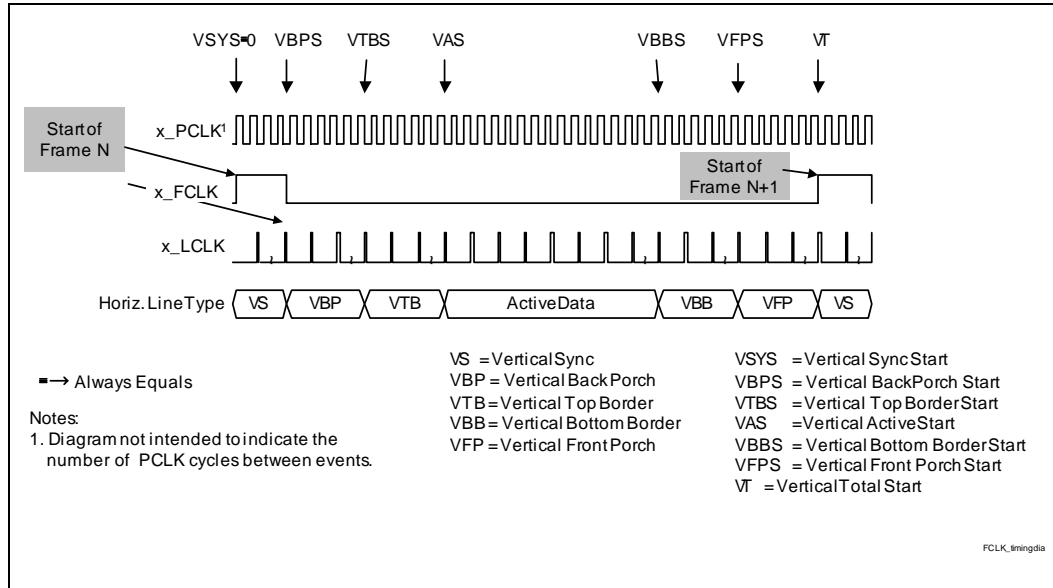 VSYS=0 VBPS VTBS VAS VBBS VFPS VT
Start of
Frame N
x_PCLK¹
x_FCLK
Start of
Frame N+1
x_LCLK
Horiz. Line Type VS VBP VTB Active Data VBB VFP VS
=→ Always Equals
Notes:
1. Diagram not intended to indicate the
number of PCLK cycles between events.
VS = Vertical Sync
VBP = Vertical Back Porch
VTB = Vertical Top Border
VBB = Vertical Bottom Border
VFP = Vertical Front Porch
VSYS = Vertical Sync Start
VBPS = Vertical Back Porch Start
VTBS = Vertical Top Border Start
VAS = Vertical Active Start
VBBS = Vertical Bottom Border Start
VFPS = Vertical Front Porch Start
VT = Vertical Total Start
FCLK_timingdia